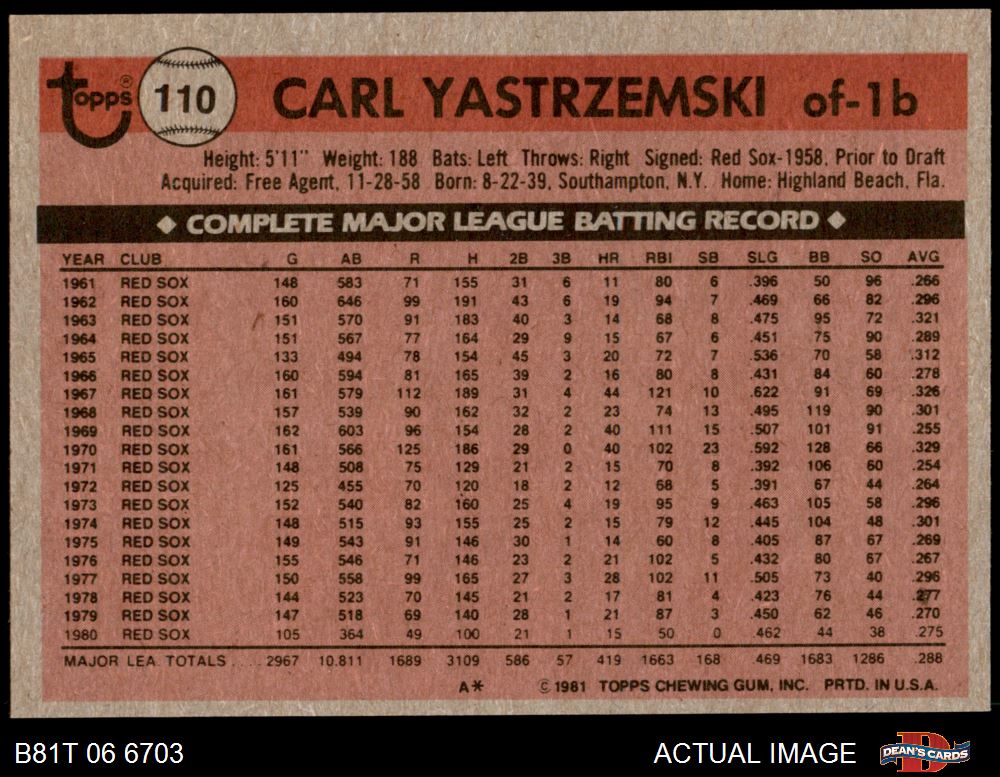 Topps® 110 CARL YASTRZEMSKI of-1b
Height: 5'11" Weight: 188 Bats: Left Throws: Right Signed: Red Sox-1958, Prior to Draft
Acquired: Free Agent, 11-28-58 Born: 8-22-39, Southampton, N.Y. Home: Highland Beach, Fla.
◆ COMPLETE MAJOR LEAGUE BATTING RECORD ◆
YEAR CLUB G AB R H 2B 3B HR RBI SB SLG BB SO AVG
1961 RED SOX 148 583 71 155 31 6 11 80 6 .396 50 96 .266
1962 RED SOX 160 646 99 191 43 6 19 94 7 .469 66 82 .296
1963 RED SOX 151 570 91 183 40 3 14 68 8 .475 95 72 .321
1964 RED SOX 151 567 77 164 29 9 15 67 6 .451 75 90 .289
1965 RED SOX 133 494 78 154 45 3 20 72 7 .536 70 58 .312
1966 RED SOX 160 594 81 165 39 2 16 80 8 .431 84 60 .278
1967 RED SOX 161 579 112 189 31 4 44 121 10 .622 91 69 .326
1968 RED SOX 157 539 90 162 32 2 23 74 13 .495 119 90 .301
1969 RED SOX 162 603 96 154 28 2 40 111 15 .507 101 91 .255
1970 RED SOX 161 566 125 186 29 0 40 102 23 .592 128 66 .329
1971 RED SOX 148 508 75 129 21 2 15 70 8 .392 106 60 .254
1972 RED SOX 125 455 70 120 18 2 12 68 5 .391 67 44 .264
1973 RED SOX 152 540 82 160 25 4 19 95 9 .463 105 58 .296
1974 RED SOX 148 515 93 155 25 2 15 79 12 .445 104 48 .301
1975 RED SOX 149 543 91 146 30 1 14 60 8 .405 87 67 .269
1976 RED SOX 155 546 71 146 23 2 21 102 5 .432 80 67 .267
1977 RED SOX 150 558 99 165 27 3 28 102 11 .505 73 40 .296
1978 RED SOX 144 523 70 145 21 2 17 81 4 .423 76 44 .277
1979 RED SOX 147 518 69 140 28 1 21 87 3 .450 62 46 .270
1980 RED SOX 105 364 49 100 21 1 15 50 0 .462 44 38 .275
MAJOR LEA. TOTALS .... 2967 10.811 1689 3109 586 57 419 1663 168 .469 1683 1286 .288
A* © 1981 TOPPS CHEWING GUM, INC. PRTD. IN U.S.A.
B81T 06 6703 ACTUAL IMAGE DEAN'S CARDS